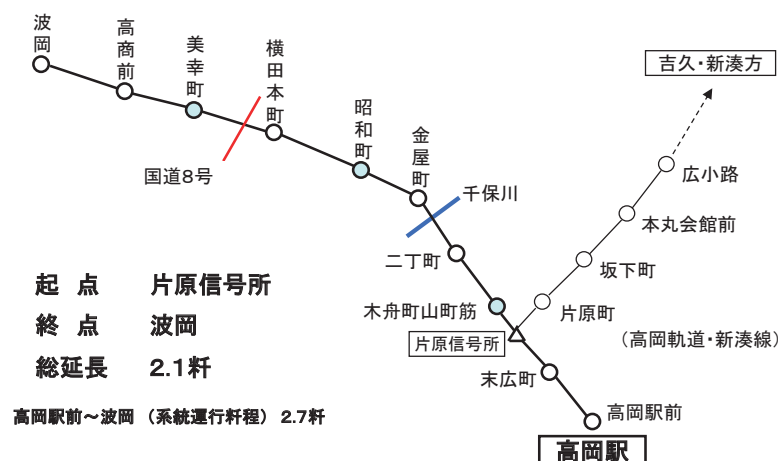 波岡
高商前
美幸町
横田本町
昭和町
金屋町
吉久・新湊方
国道8号
千保川
広小路
本丸会館前
二丁町
坂下町
木舟町山町筋
片原町
片原信号所
(高岡軌道・新湊線)
末広町
高岡駅前
高岡駅
起点 片原信号所
終点 波岡
総延長 2.1粁
高岡駅前~波岡 (系統運行粁程) 2.7粁